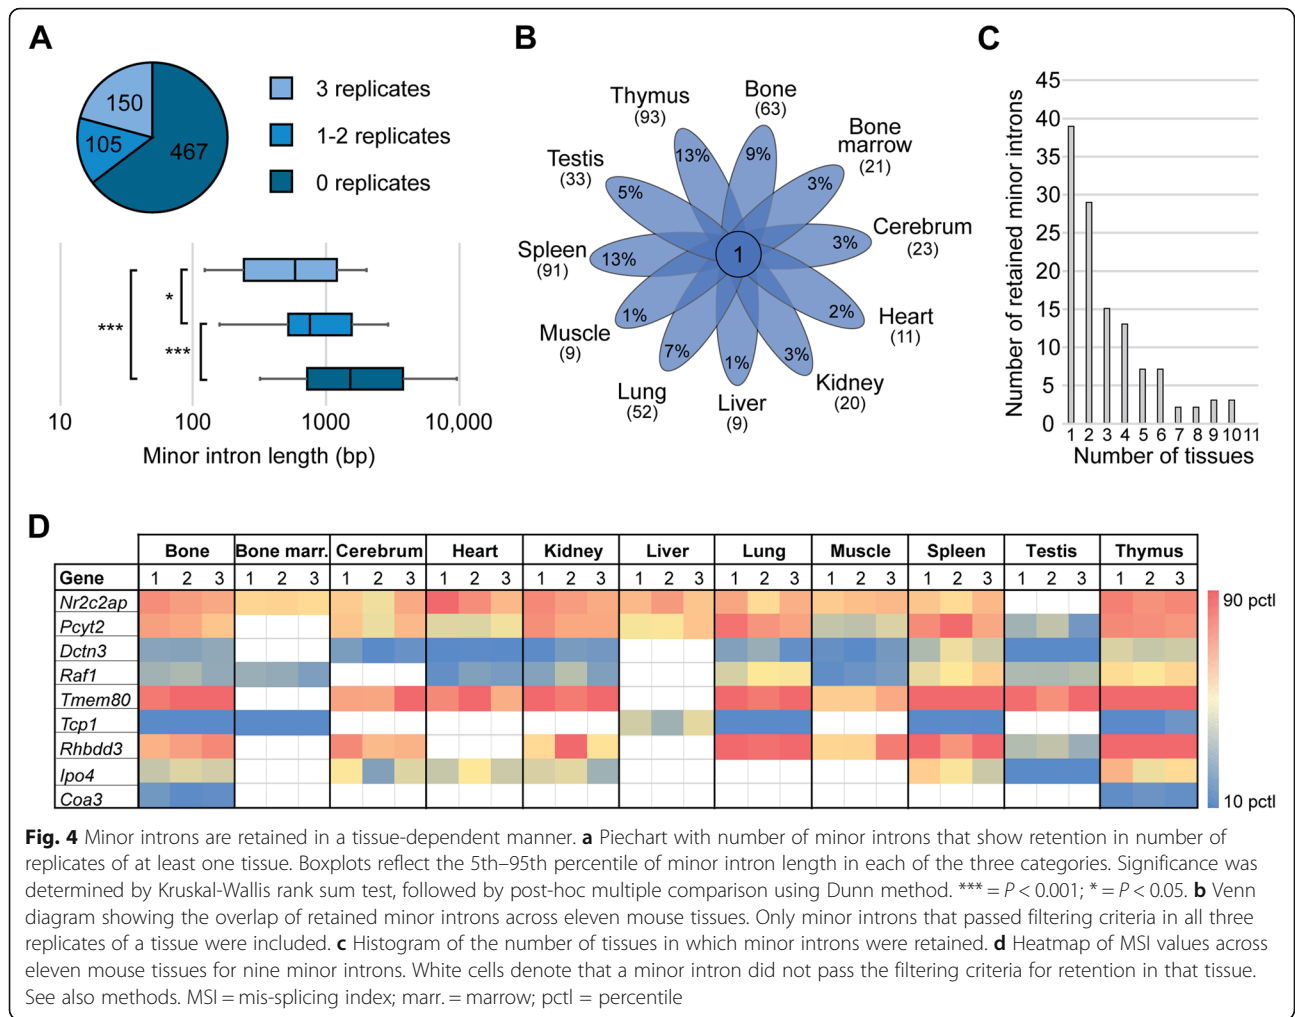 A
150
105
467
3 replicates
1-2 replicates
0 replicates
*
***
***
10 100 1000 10,000
Minor intron length (bp)
B
Thymus
(93)
13%
Bone
(63)
9%
Bone
marrow
(21)
3%
Cerebrum
(23)
3%
Heart
(11)
2%
Kidney
(20)
3%
Liver
(9)
1%
Lung
(52)
7%
Muscle
(9)
1%
Spleen
(91)
13%
Testis
(33)
5%
1
C
Number of retained minor introns
45
40
35
30
25
20
15
10
5
0
1 2 3 4 5 6 7 8 9 10 11
Number of tissues
D
Bone Bone marr. Cerebrum Heart Kidney Liver Lung Muscle Spleen Testis Thymus
Gene 1 2 3 1 2 3 1 2 3 1 2 3 1 2 3 1 2 3 1 2 3 1 2 3 1 2 3 1 2 3 1 2 3
Nr2c2ap
Pcyt2
Dctn3
Raf1
Tmem80
Tcp1
Rhbdd3
Ipo4
Coa3
90 pctl
10 pctl
Fig. 4 Minor introns are retained in a tissue-dependent manner. a Piechart with number of minor introns that show retention in number of
replicates of at least one tissue. Boxplots reflect the 5th–95th percentile of minor intron length in each of the three categories. Significance was
determined by Kruskal-Wallis rank sum test, followed by post-hoc multiple comparison using Dunn method. *** = P < 0.001; * = P < 0.05. b Venn
diagram showing the overlap of retained minor introns across eleven mouse tissues. Only minor introns that passed filtering criteria in all three
replicates of a tissue were included. c Histogram of the number of tissues in which minor introns were retained. d Heatmap of MSI values across
eleven mouse tissues for nine minor introns. White cells denote that a minor intron did not pass the filtering criteria for retention in that tissue.
See also methods. MSI = mis-splicing index; marr. = marrow; pctl = percentile